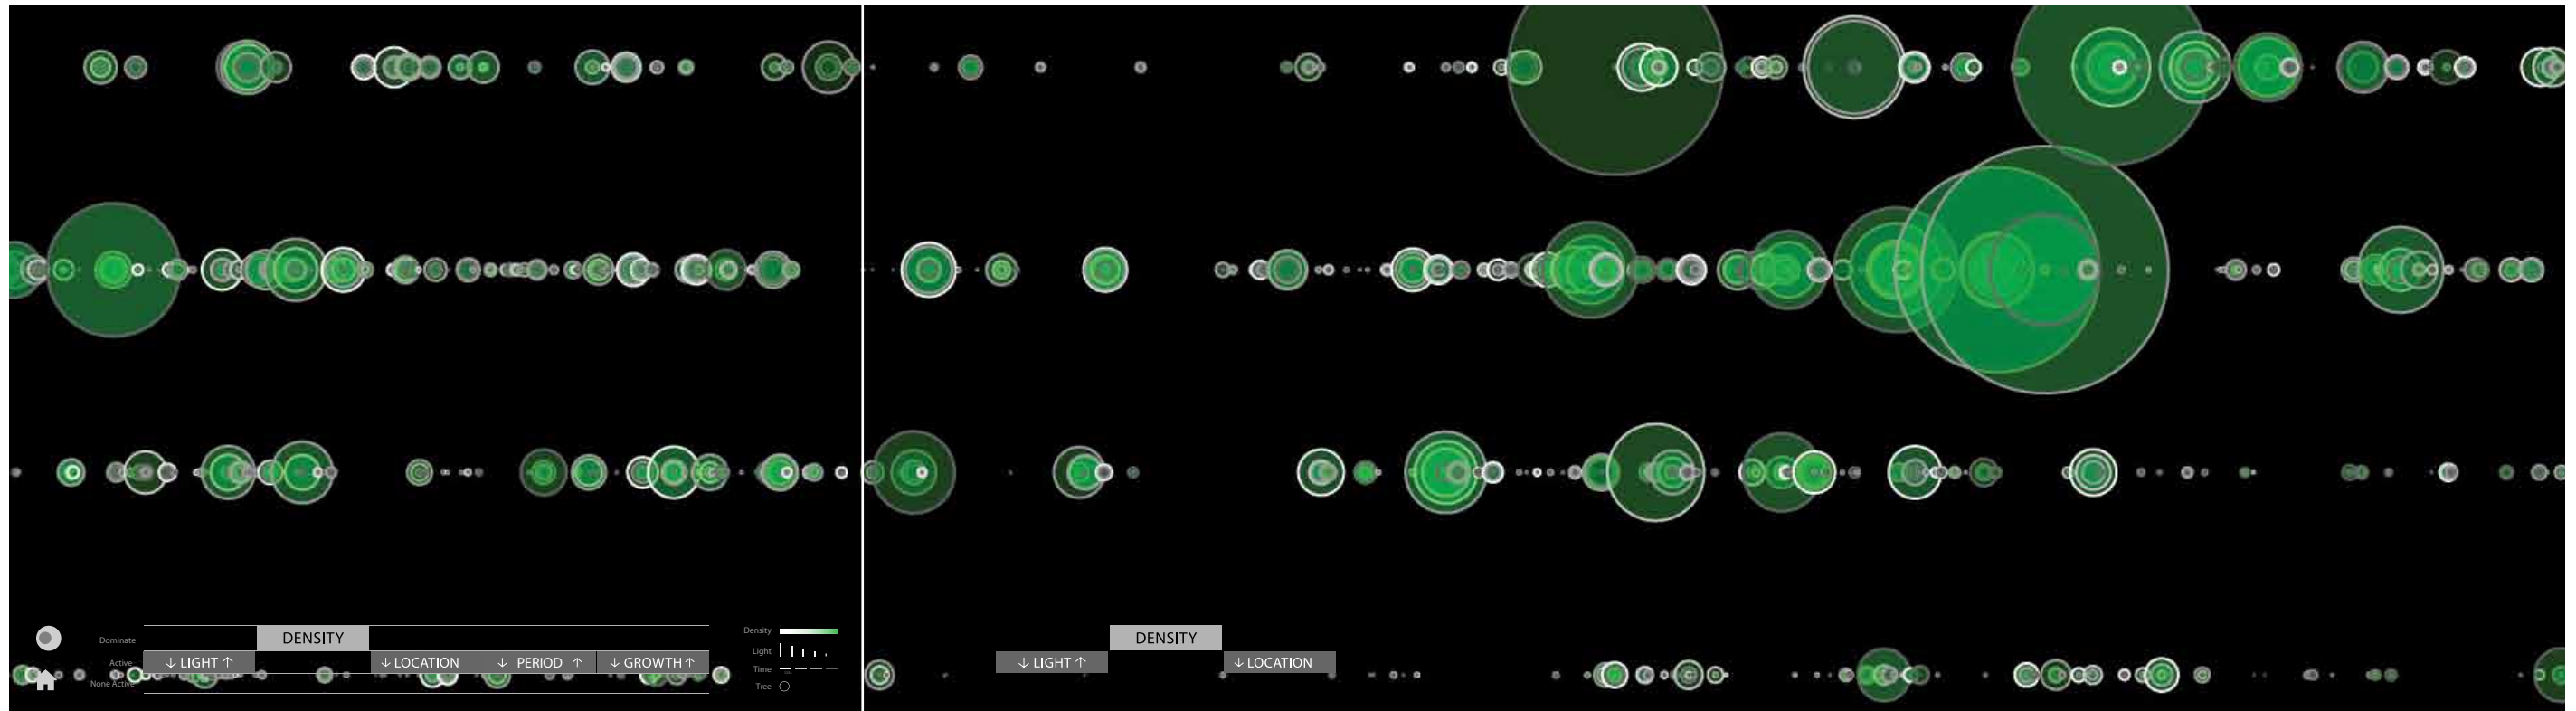 Dominate
DENSITY
Active
↓ LIGHT ↑
↓ LOCATION
↓ PERIOD ↑
↓ GROWTH ↑
None Active
Density
Light
Time
Tree
DENSITY
↓ LIGHT ↑
↓ LOCATION